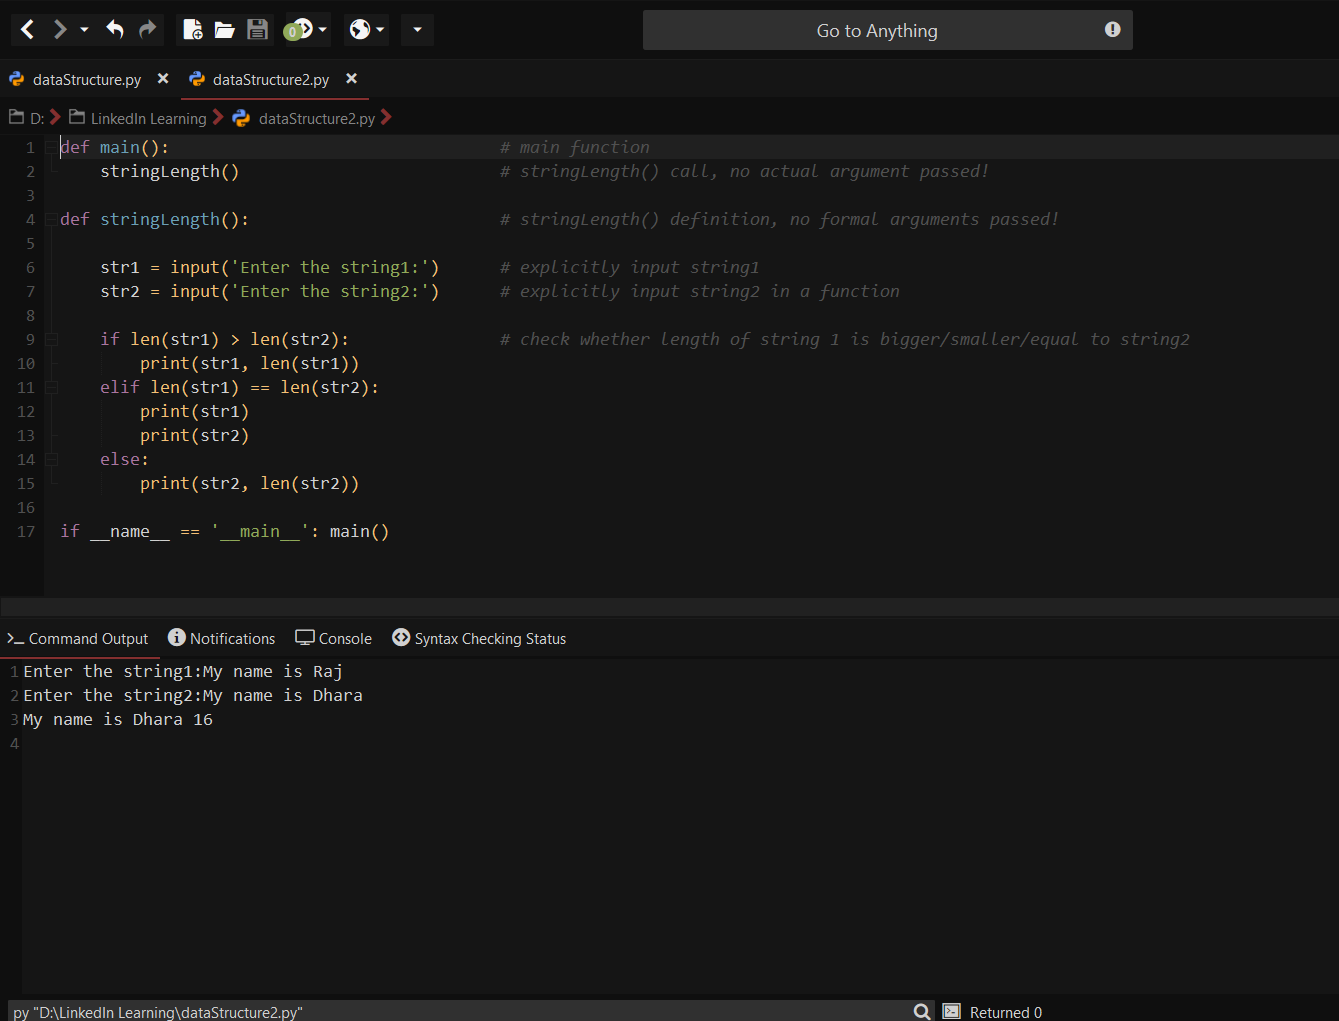 0
Go to Anything
dataStructure.py dataStructure2.py
D: LinkedIn Learning dataStructure2.py
1 def main(): # main function
2 stringLength() # stringLength() call, no actual argument passed!
3
4 def stringLength(): # stringLength() definition, no formal arguments passed!
5
6 str1 = input('Enter the string1:') # explicitly input string1
7 str2 = input('Enter the string2:') # explicitly input string2 in a function
8
9 if len(str1) > len(str2): # check whether length of string 1 is bigger/smaller/equal to string2
10 print(str1, len(str1))
11 elif len(str1) == len(str2):
12 print(str1)
13 print(str2)
14 else:
15 print(str2, len(str2))
16
17 if __name__ == '__main__': main()
Command Output Notifications Console Syntax Checking Status
1 Enter the string1:My name is Raj
2 Enter the string2:My name is Dhara
3 My name is Dhara 16
4
py "D:\LinkedIn Learning\dataStructure2.py" Returned 0